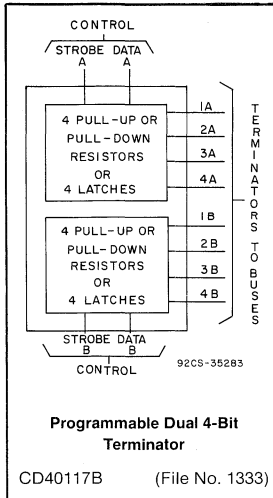 CONTROL
STROBE DATA
A A
4 PULL-UP OR
PULL-DOWN
RESISTORS
OR
4 LATCHES
1A
2A
3A
4A
4 PULL-UP OR
PULL-DOWN
RESISTORS
OR
4 LATCHES
1B
2B
3B
4B
TERMINATORS TO BUSES
STROBE DATA
B B
CONTROL
92CS-35283
Programmable Dual 4-Bit
Terminator
CD40117B (File No. 1333)